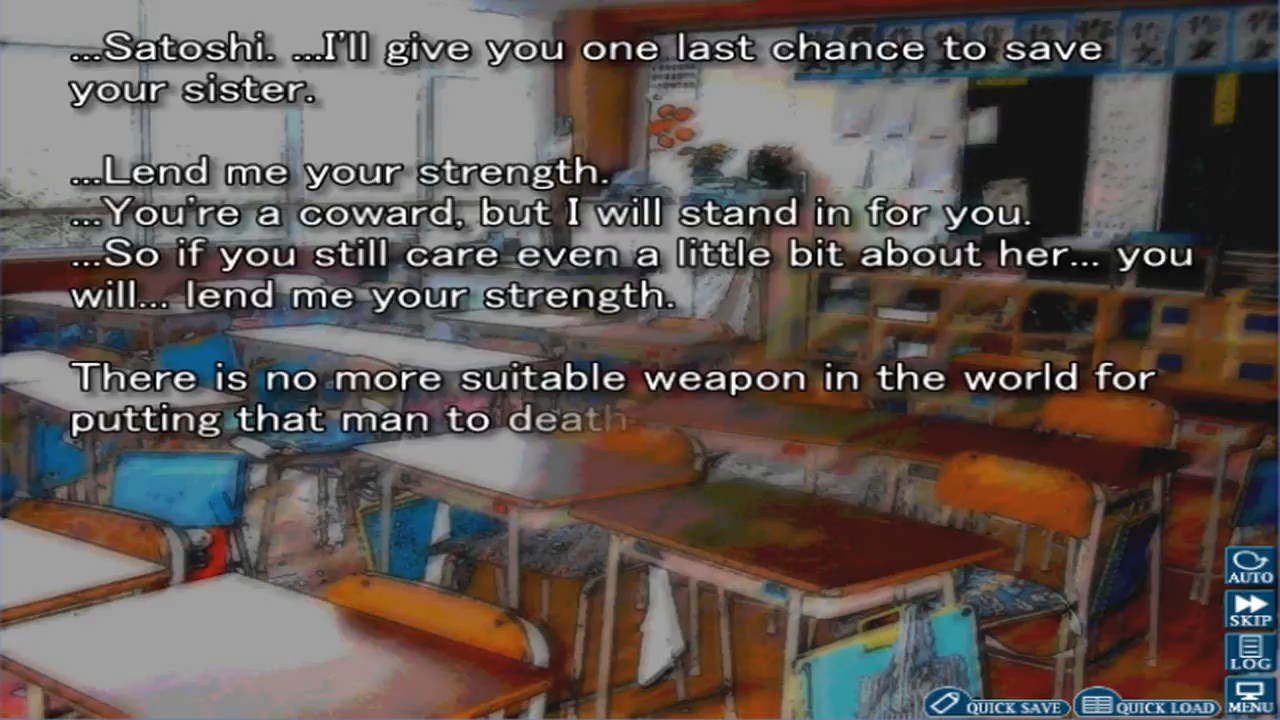 ...Satoshi. ...I'll give you one last chance to save
your sister.
...Lend me your strength.
...You're a coward, but I will stand in for you.
...So if you still care even a little bit about her... you
will... lend me your strength.
There is no more suitable weapon in the world for
putting that man to death
AUTO
SKIP
LOG
MENU
QUICK SAVE
QUICK LOAD